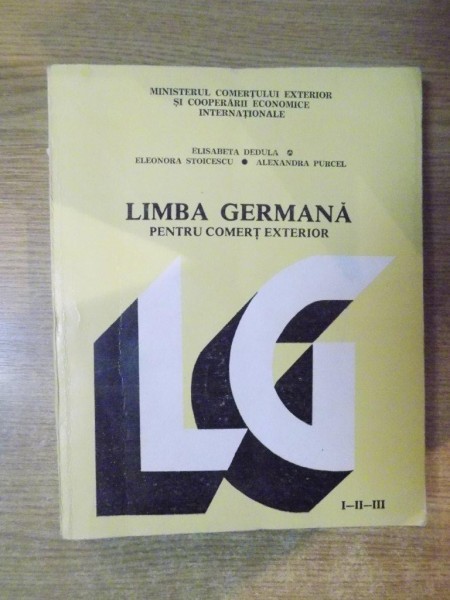 MINISTERUL COMERȚULUI EXTERIOR
ȘI COOPERĂRII ECONOMICE
INTERNAȚIONALE
ELISABETA DEDULA ●
ELEONORA STOICESCU ● ALEXANDRA PURCEL
LIMBA GERMANĂ
PENTRU COMERȚ EXTERIOR
LG
I—II—III